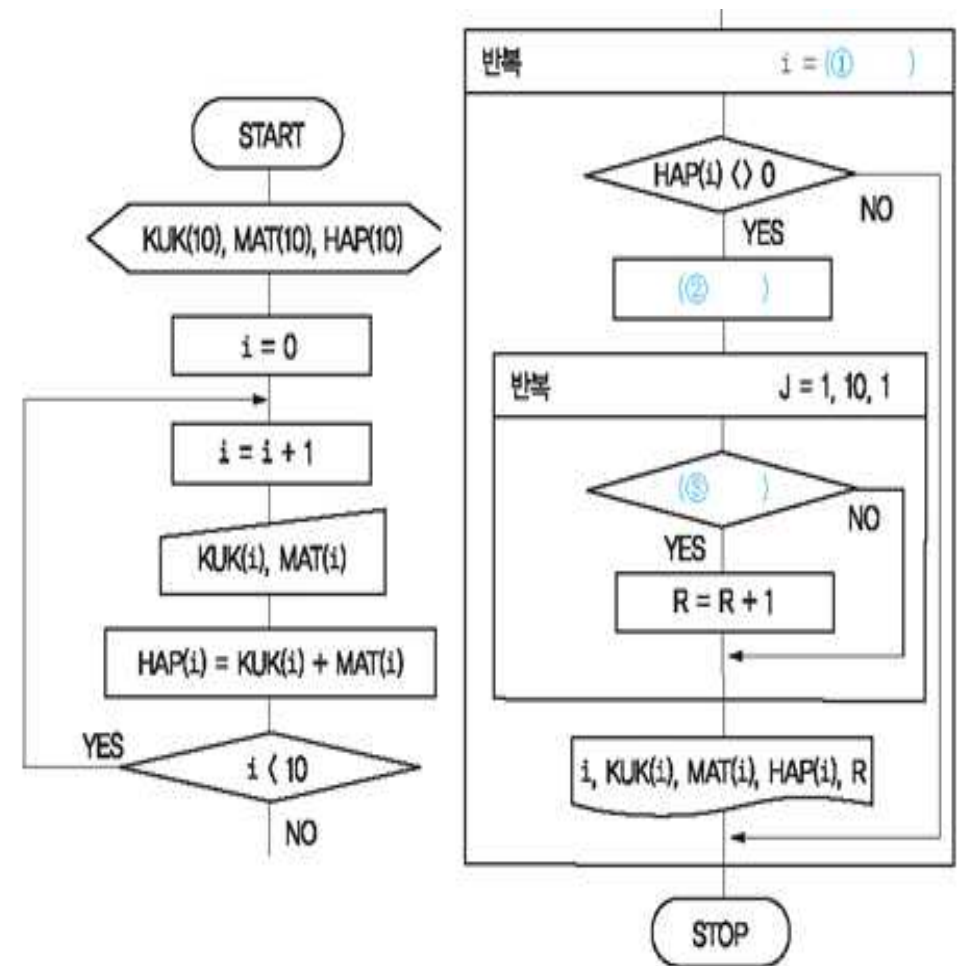 START
KUK(10), MAT(10), HAP(10)
i = 0
i = i + 1
KUK(i), MAT(i)
HAP(i) = KUK(i) + MAT(i)
YES
i < 10
NO
반복 i = (① )
HAP(i) <> 0
NO
YES
(② )
반복 J = 1, 10, 1
(③ )
NO
YES
R = R + 1
i, KUK(i), MAT(i), HAP(i), R
STOP